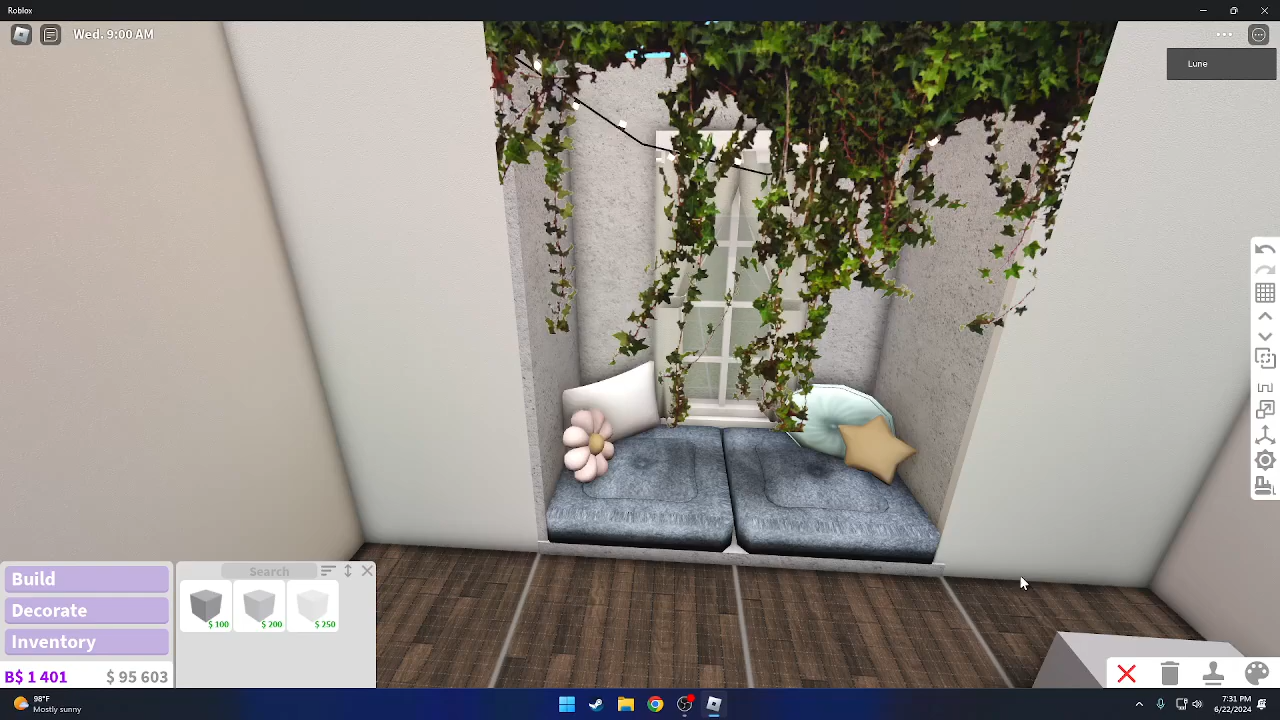 Roblox
Wed. 9:00 AM
Lune
Build
Decorate
Inventory
B$ 1 401
$ 95 603
Search
$ 100
$ 200
$ 250
98°F
Mostly sunny
7:31 PM
6/22/2024